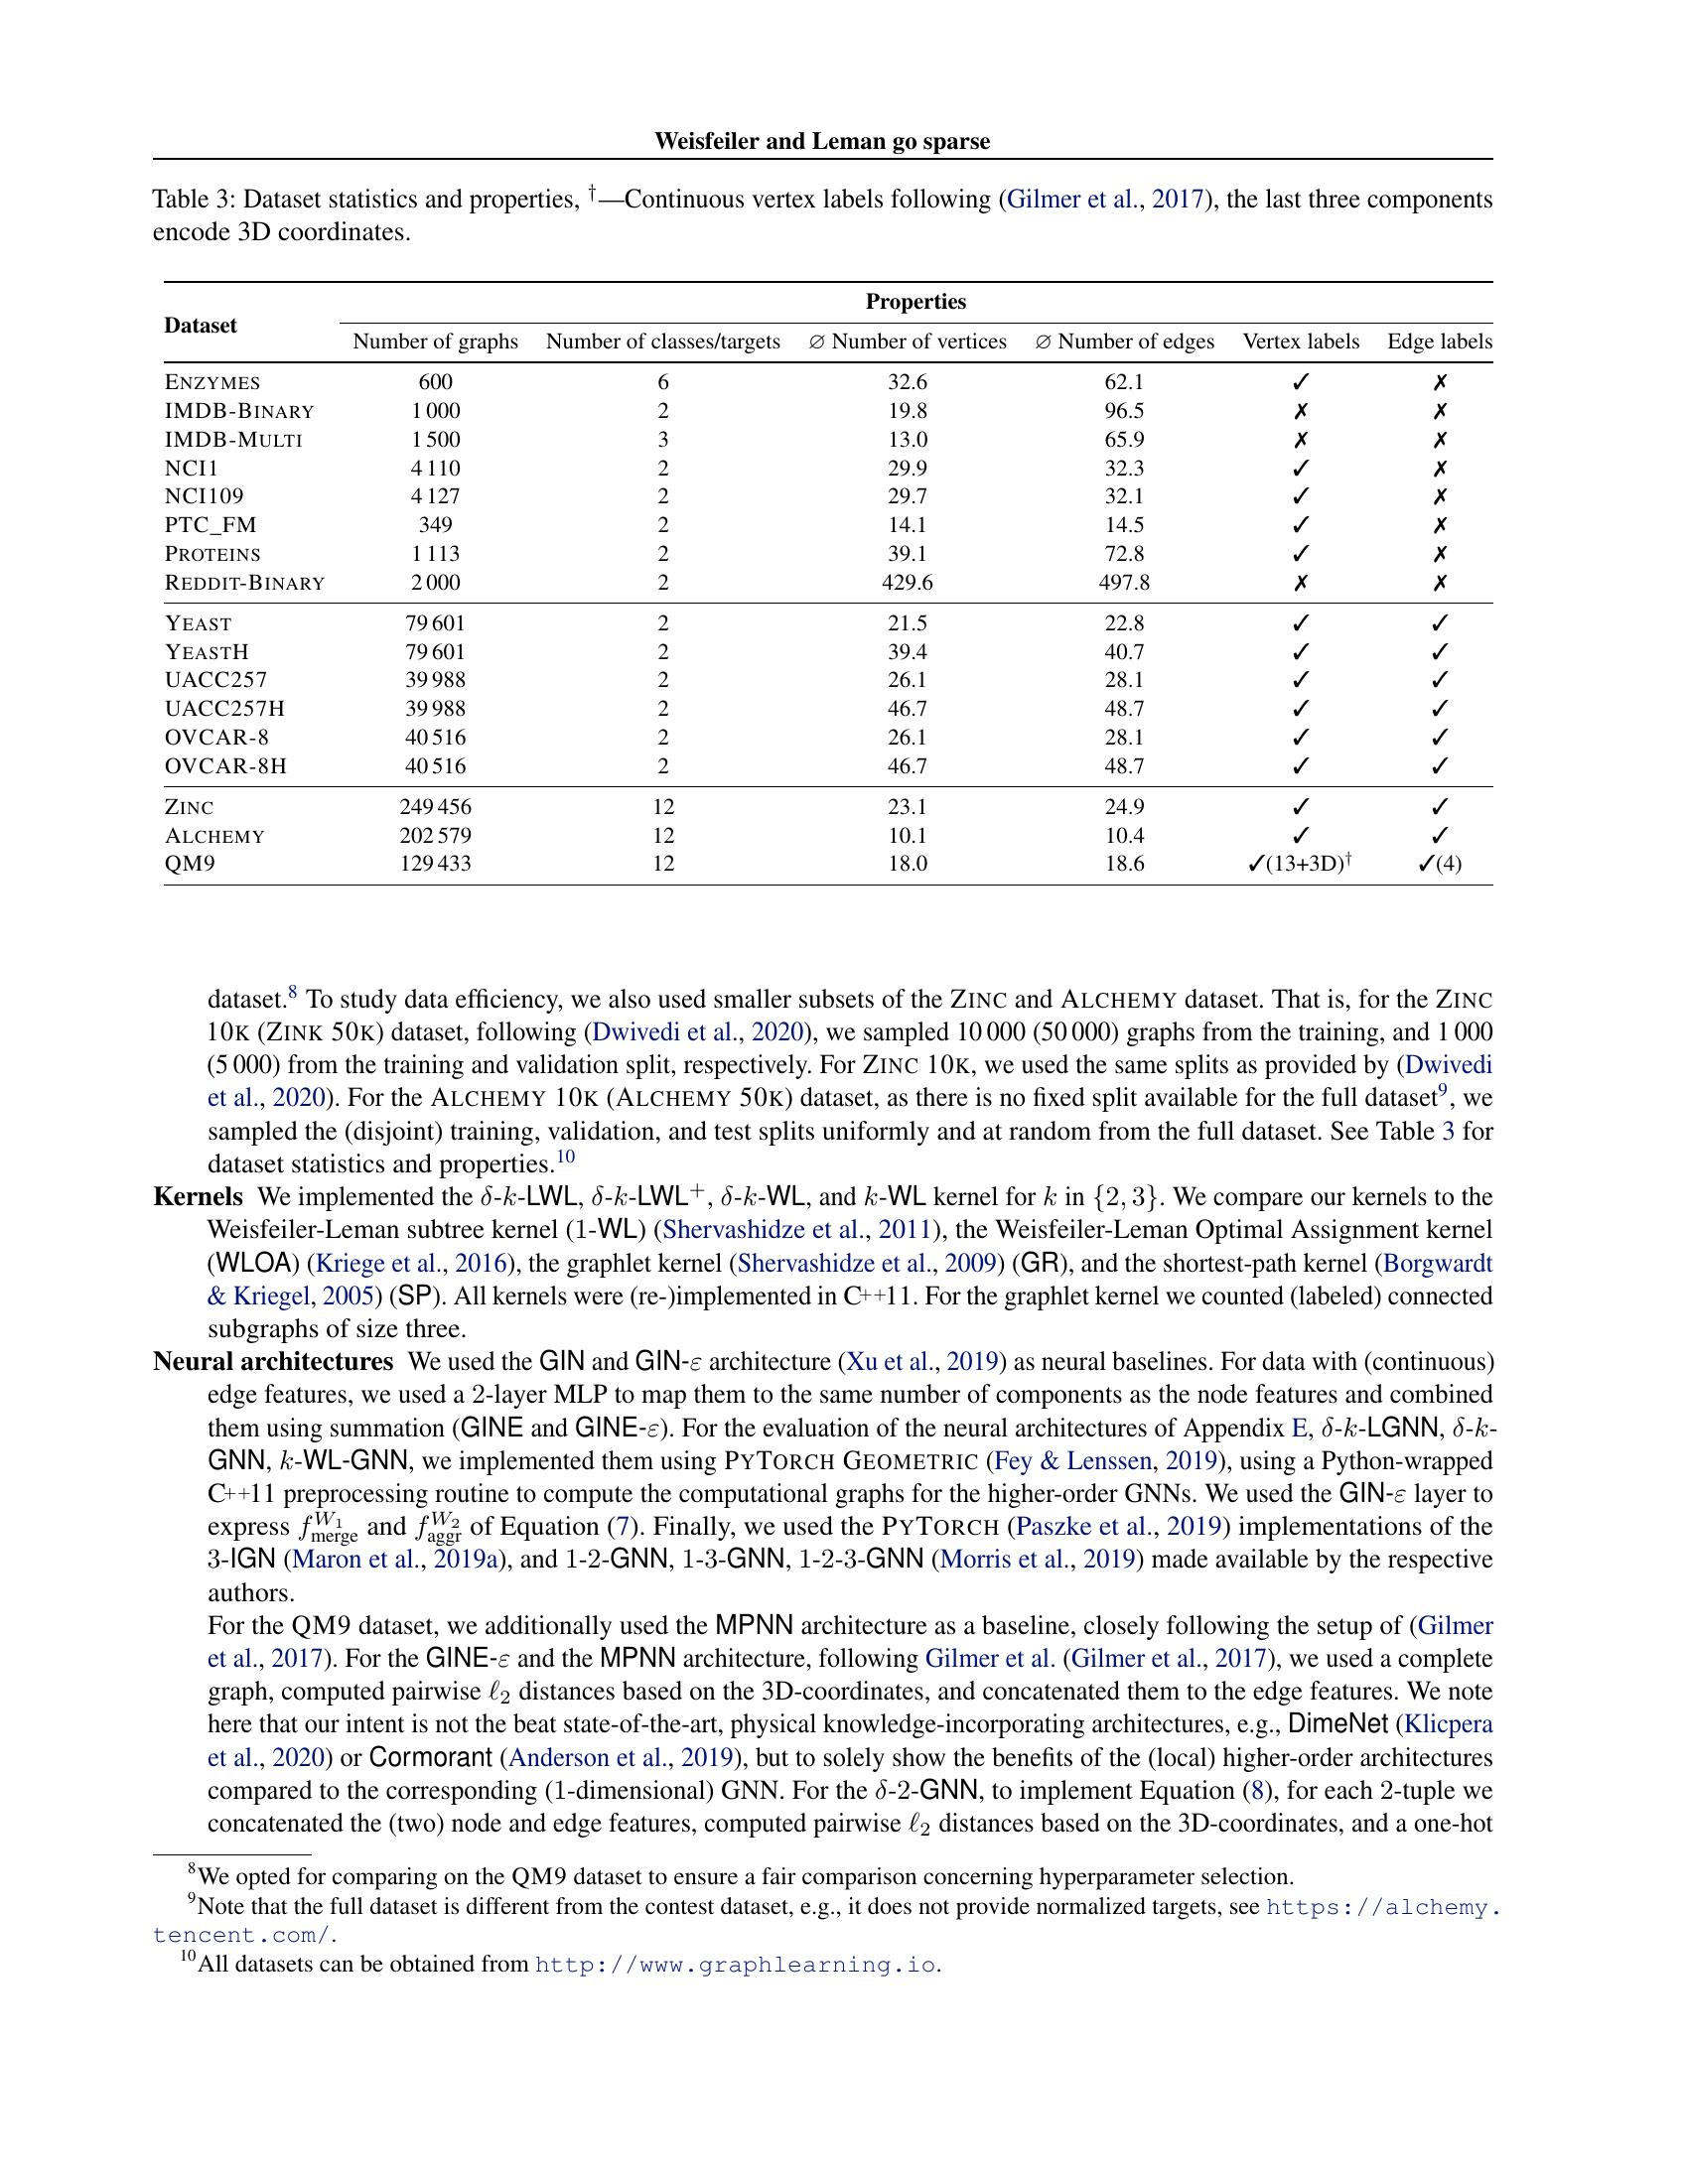 Weisfeiler and Leman go sparse
Table 3: Dataset statistics and properties, †—Continuous vertex labels following (Gilmer et al., 2017), the last three components
encode 3D coordinates.
Dataset Properties
Number of graphs Number of classes/targets ∅ Number of vertices ∅ Number of edges Vertex labels Edge labels
ENZYMES 600 6 32.6 62.1 ✓ ✗
IMDB-BINARY 1 000 2 19.8 96.5 ✗ ✗
IMDB-MULTI 1 500 3 13.0 65.9 ✗ ✗
NCI1 4 110 2 29.9 32.3 ✓ ✗
NCI109 4 127 2 29.7 32.1 ✓ ✗
PTC_FM 349 2 14.1 14.5 ✓ ✗
PROTEINS 1 113 2 39.1 72.8 ✓ ✗
REDDIT-BINARY 2 000 2 429.6 497.8 ✗ ✗
YEAST 79 601 2 21.5 22.8 ✓ ✓
YEASTH 79 601 2 39.4 40.7 ✓ ✓
UACC257 39 988 2 26.1 28.1 ✓ ✓
UACC257H 39 988 2 46.7 48.7 ✓ ✓
OVCAR-8 40 516 2 26.1 28.1 ✓ ✓
OVCAR-8H 40 516 2 46.7 48.7 ✓ ✓
ZINC 249 456 12 23.1 24.9 ✓ ✓
ALCHEMY 202 579 12 10.1 10.4 ✓ ✓
QM9 129 433 12 18.0 18.6 ✓(13+3D)† ✓(4)
dataset.8 To study data efficiency, we also used smaller subsets of the ZINC and ALCHEMY dataset. That is, for the ZINC
10K (ZINK 50K) dataset, following (Dwivedi et al., 2020), we sampled 10 000 (50 000) graphs from the training, and 1 000
(5 000) from the training and validation split, respectively. For ZINC 10K, we used the same splits as provided by (Dwivedi
et al., 2020). For the ALCHEMY 10K (ALCHEMY 50K) dataset, as there is no fixed split available for the full dataset9, we
sampled the (disjoint) training, validation, and test splits uniformly and at random from the full dataset. See Table 3 for
dataset statistics and properties.10
Kernels We implemented the δ-k-LWL, δ-k-LWL+, δ-k-WL, and k-WL kernel for k in {2, 3}. We compare our kernels to the
Weisfeiler-Leman subtree kernel (1-WL) (Shervashidze et al., 2011), the Weisfeiler-Leman Optimal Assignment kernel
(WLOA) (Kriege et al., 2016), the graphlet kernel (Shervashidze et al., 2009) (GR), and the shortest-path kernel (Borgwardt
& Kriegel, 2005) (SP). All kernels were (re-)implemented in C++11. For the graphlet kernel we counted (labeled) connected
subgraphs of size three.
Neural architectures We used the GIN and GIN-ε architecture (Xu et al., 2019) as neural baselines. For data with (continuous)
edge features, we used a 2-layer MLP to map them to the same number of components as the node features and combined
them using summation (GINE and GINE-ε). For the evaluation of the neural architectures of Appendix E, δ-k-LGNN, δ-k-
GNN, k-WL-GNN, we implemented them using PYTORCH GEOMETRIC (Fey & Lenssen, 2019), using a Python-wrapped
C++11 preprocessing routine to compute the computational graphs for the higher-order GNNs. We used the GIN-ε layer to
express f^{W1}_{merge} and f^{W2}_{aggr} of Equation (7). Finally, we used the PYTORCH (Paszke et al., 2019) implementations of the
3-IGN (Maron et al., 2019a), and 1-2-GNN, 1-3-GNN, 1-2-3-GNN (Morris et al., 2019) made available by the respective
authors.
For the QM9 dataset, we additionally used the MPNN architecture as a baseline, closely following the setup of (Gilmer
et al., 2017). For the GINE-ε and the MPNN architecture, following Gilmer et al. (Gilmer et al., 2017), we used a complete
graph, computed pairwise ℓ2 distances based on the 3D-coordinates, and concatenated them to the edge features. We note
here that our intent is not the beat state-of-the-art, physical knowledge-incorporating architectures, e.g., DimeNet (Klicpera
et al., 2020) or Cormorant (Anderson et al., 2019), but to solely show the benefits of the (local) higher-order architectures
compared to the corresponding (1-dimensional) GNN. For the δ-2-GNN, to implement Equation (8), for each 2-tuple we
concatenated the (two) node and edge features, computed pairwise ℓ2 distances based on the 3D-coordinates, and a one-hot
8We opted for comparing on the QM9 dataset to ensure a fair comparison concerning hyperparameter selection.
9Note that the full dataset is different from the contest dataset, e.g., it does not provide normalized targets, see https://alchemy.
tencent.com/.
10All datasets can be obtained from http://www.graphlearning.io.